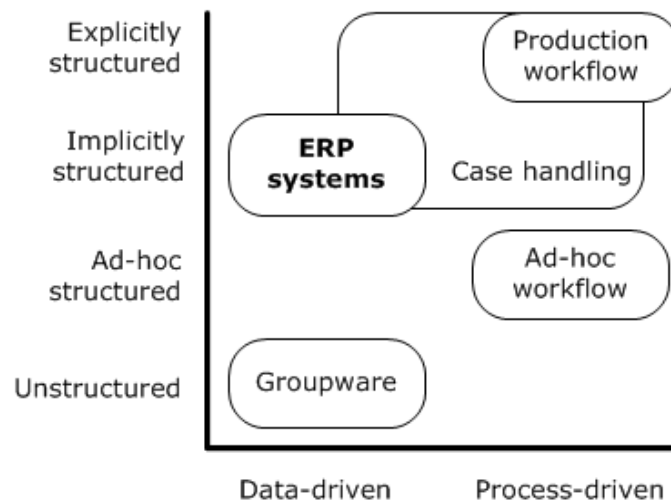 Explicitly
structured
Production
workflow
Implicitly
structured
ERP
systems
Case handling
Ad-hoc
structured
Ad-hoc
workflow
Unstructured
Groupware
Data-driven
Process-driven